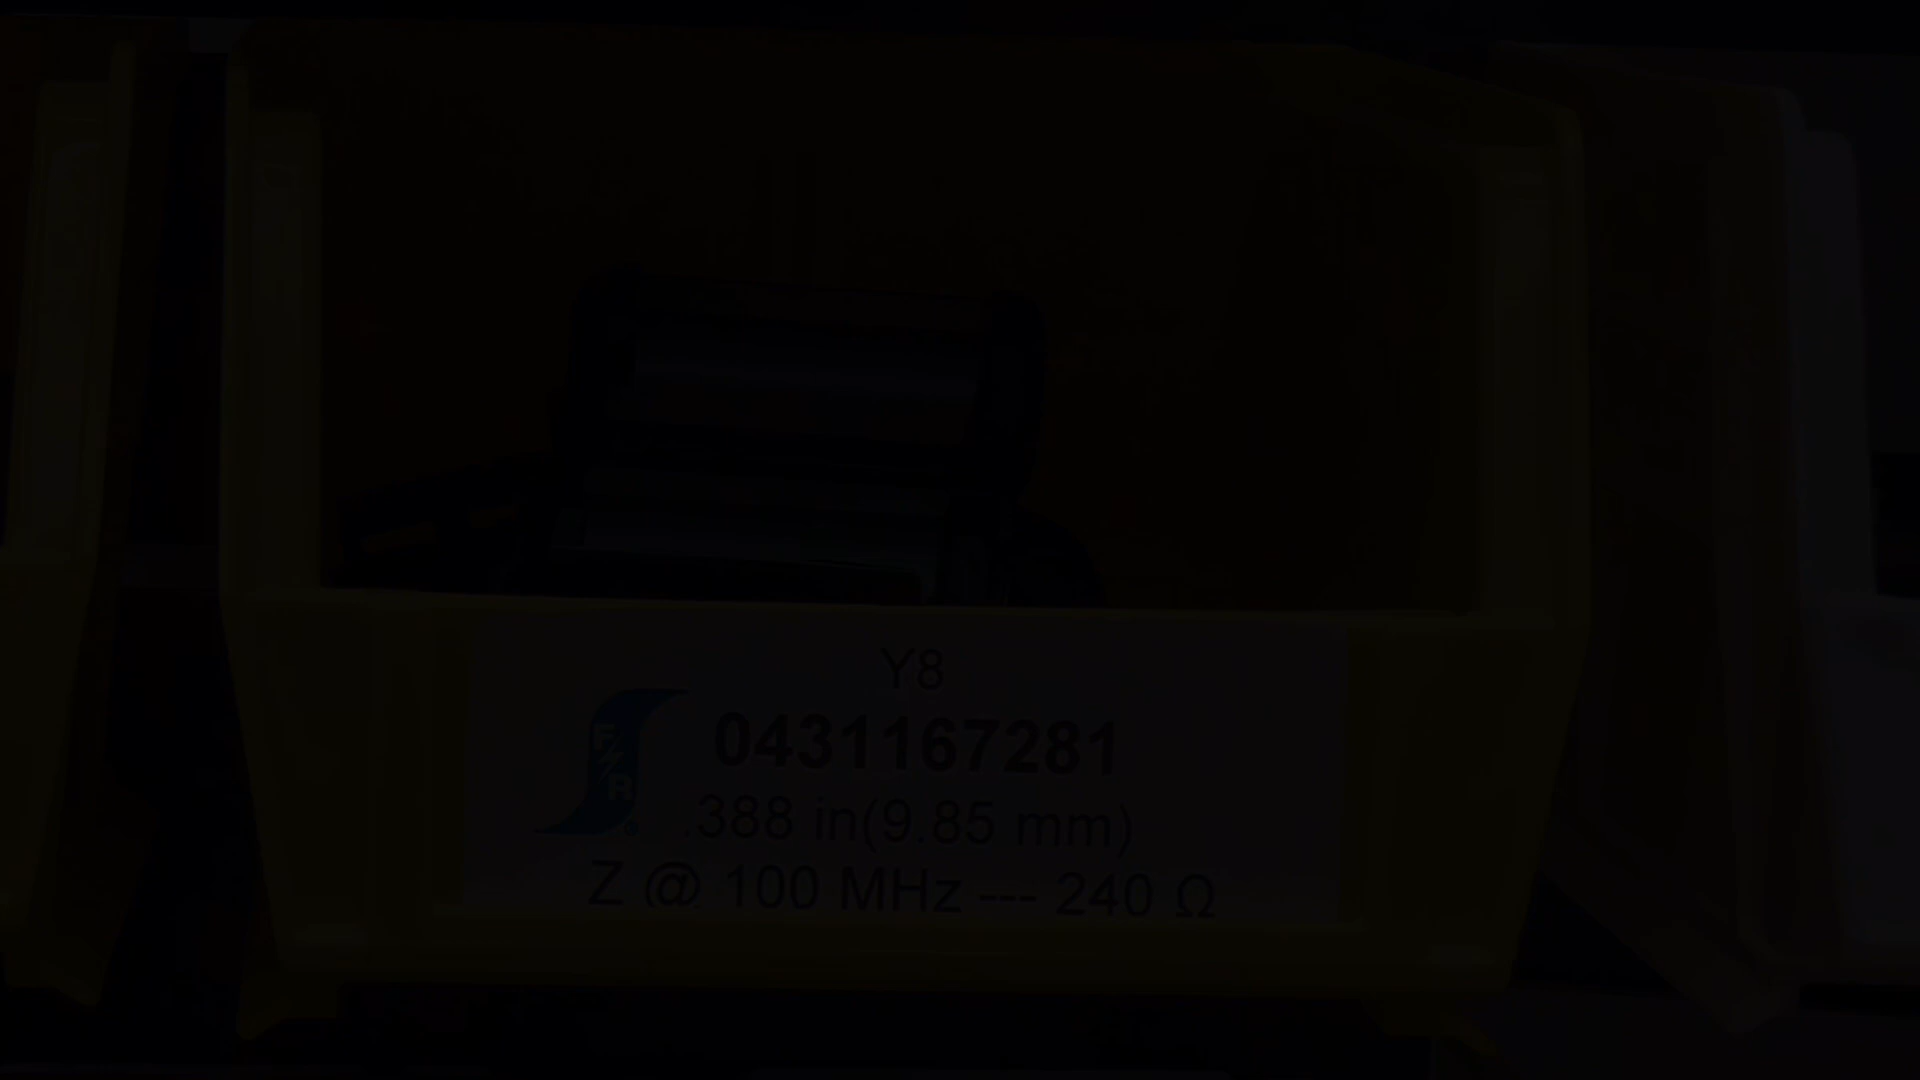 Y8
F R ®
0431167281
.388 in(9.85 mm)
Z @ 100 MHz --- 240 Ω